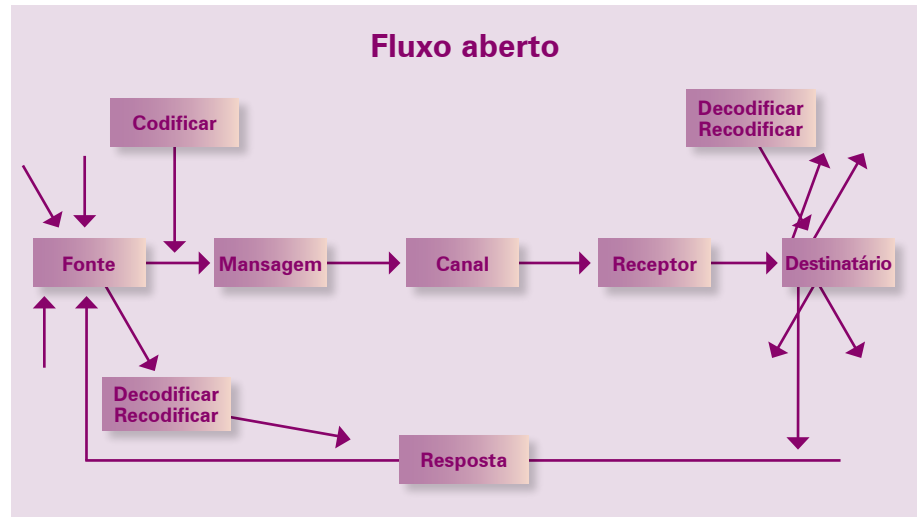 Fluxo aberto
Codificar
Decodificar
Recodificar
Fonte
Mansagem
Canal
Receptor
Destinatário
Decodificar
Recodificar
Resposta